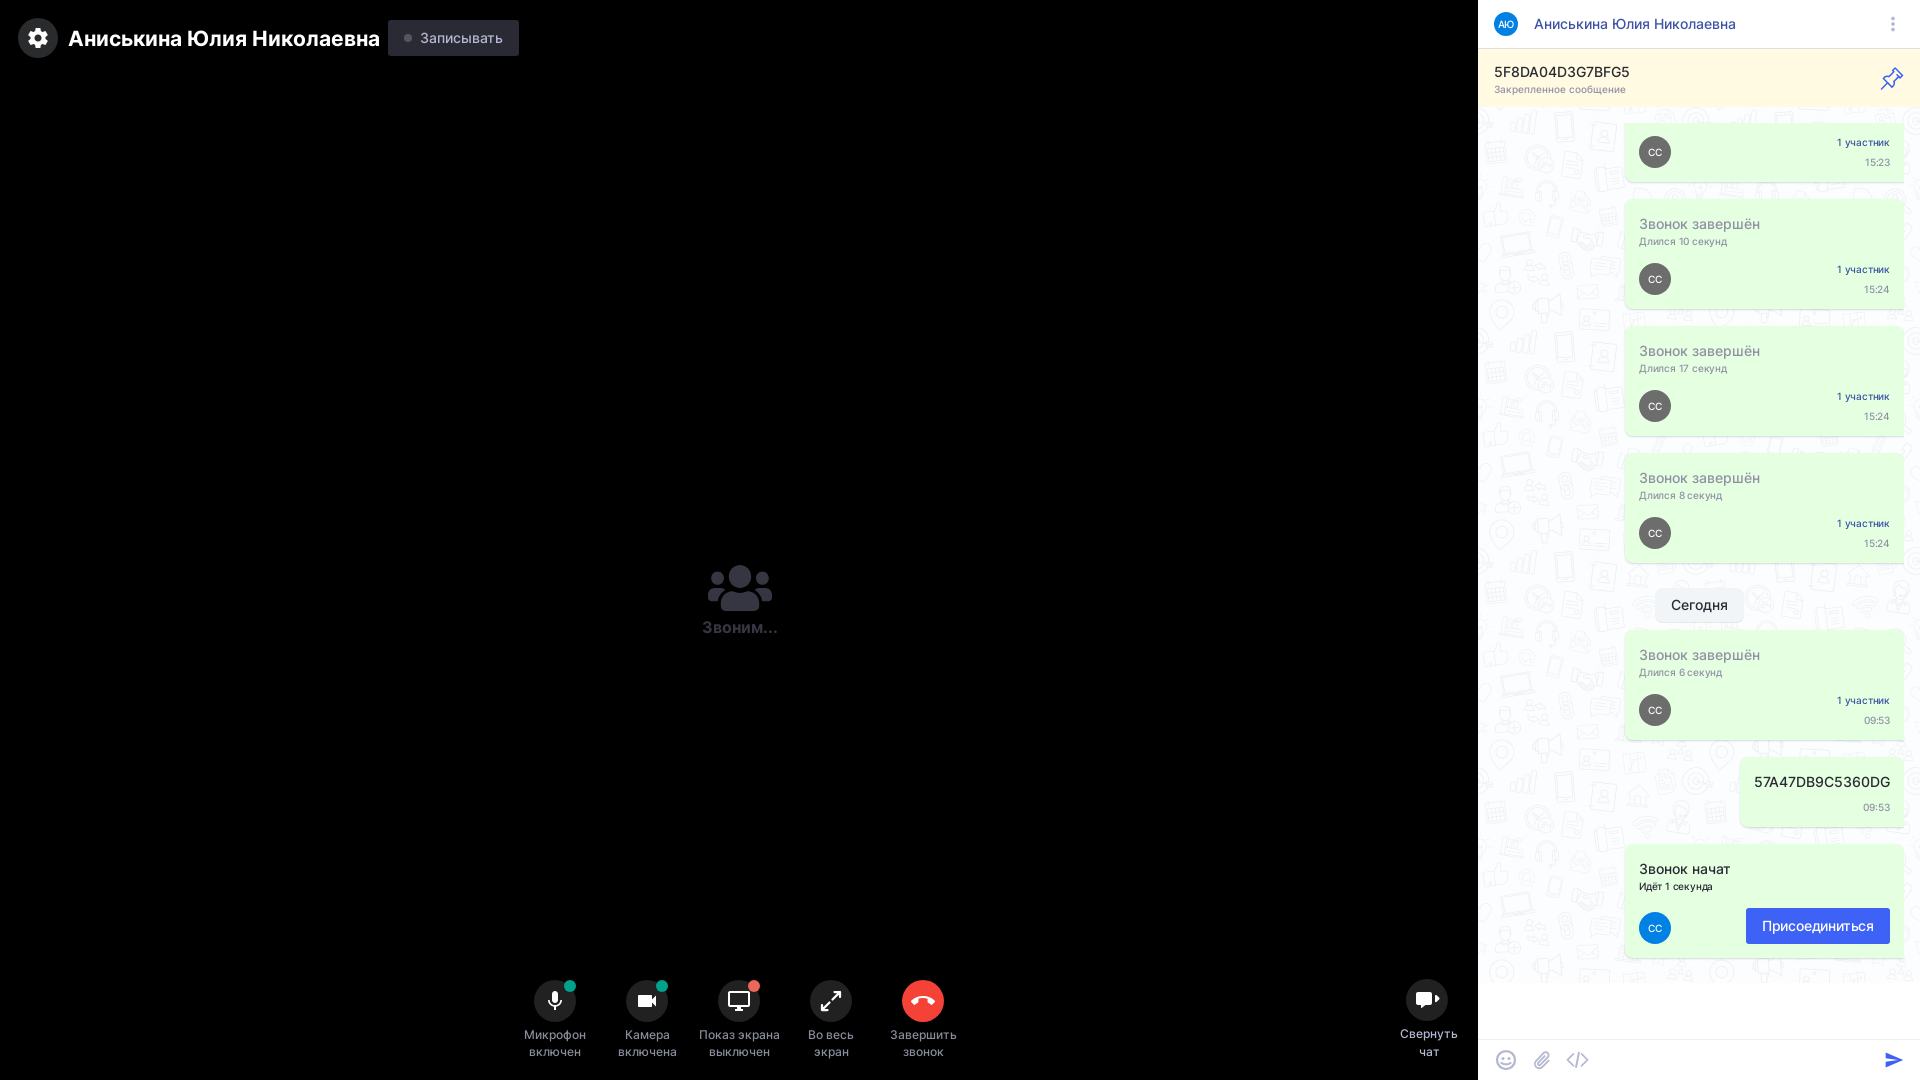 Аниськина Юлия Николаевна
Записывать
Звоним...
Микрофон
включен
Камера
включена
Показ экрана
выключен
Во весь
экран
Завершить
звонок
Свернуть
чат
АЮ
Аниськина Юлия Николаевна
5F8DA04D3G7BFG5
Закрепленное сообщение
СС
1 участник
15:23
Звонок завершён
Длился 10 секунд
СС
1 участник
15:24
Звонок завершён
Длился 17 секунд
СС
1 участник
15:24
Звонок завершён
Длился 8 секунд
СС
1 участник
15:24
Сегодня
Звонок завершён
Длился 6 секунд
СС
1 участник
09:53
57A47DB9C5360DG
09:53
Звонок начат
Идёт 1 секунда
СС
Присоединиться